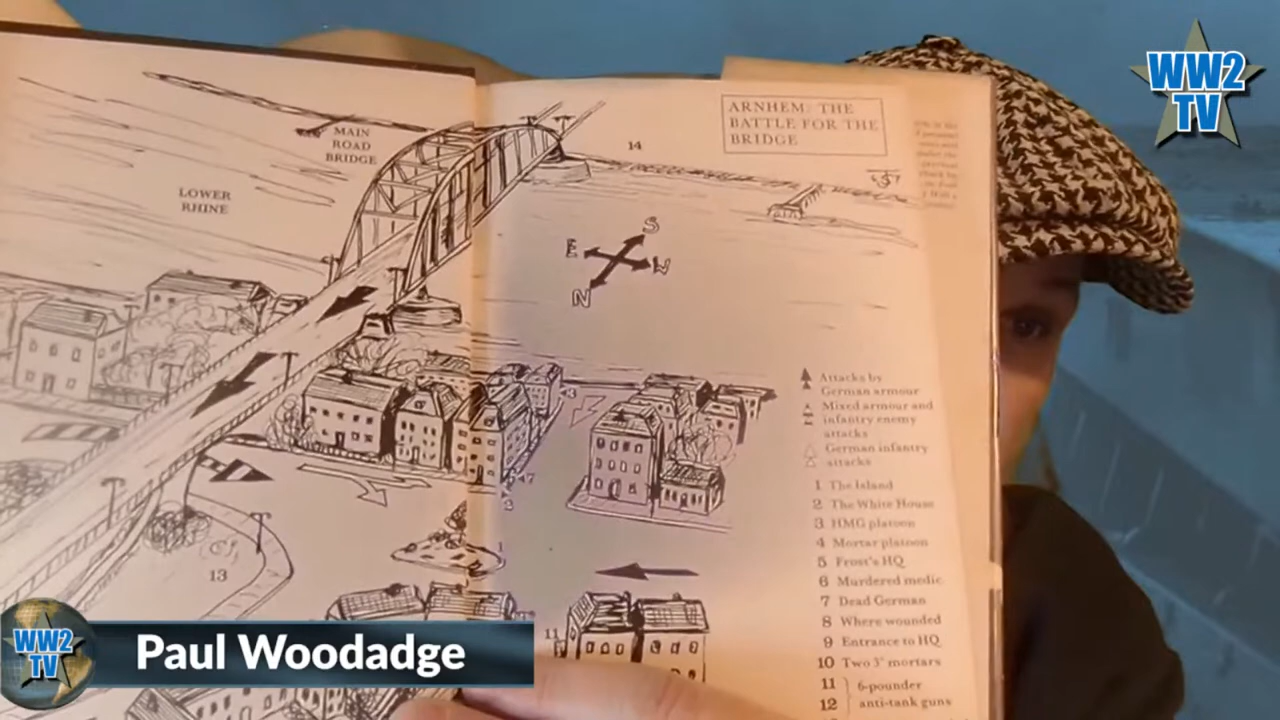 WW2
TV
ARNHEM: THE
BATTLE FOR THE
BRIDGE
MAIN
ROAD
BRIDGE
LOWER
RHINE
14
S
E
W
N
Attacks by
German armour
Mixed armour and
infantry enemy
attacks
German infantry
attacks
1 The Island
2 The White House
3 HMG platoon
4 Mortar platoon
5 Frost's HQ
6 Murdered medic
7 Dead German
8 Where wounded
9 Entrance to HQ
10 Two 3" mortars
11 } 6-pounder
12 anti-tank guns
13
1
11
WW2
TV
Paul Woodadge